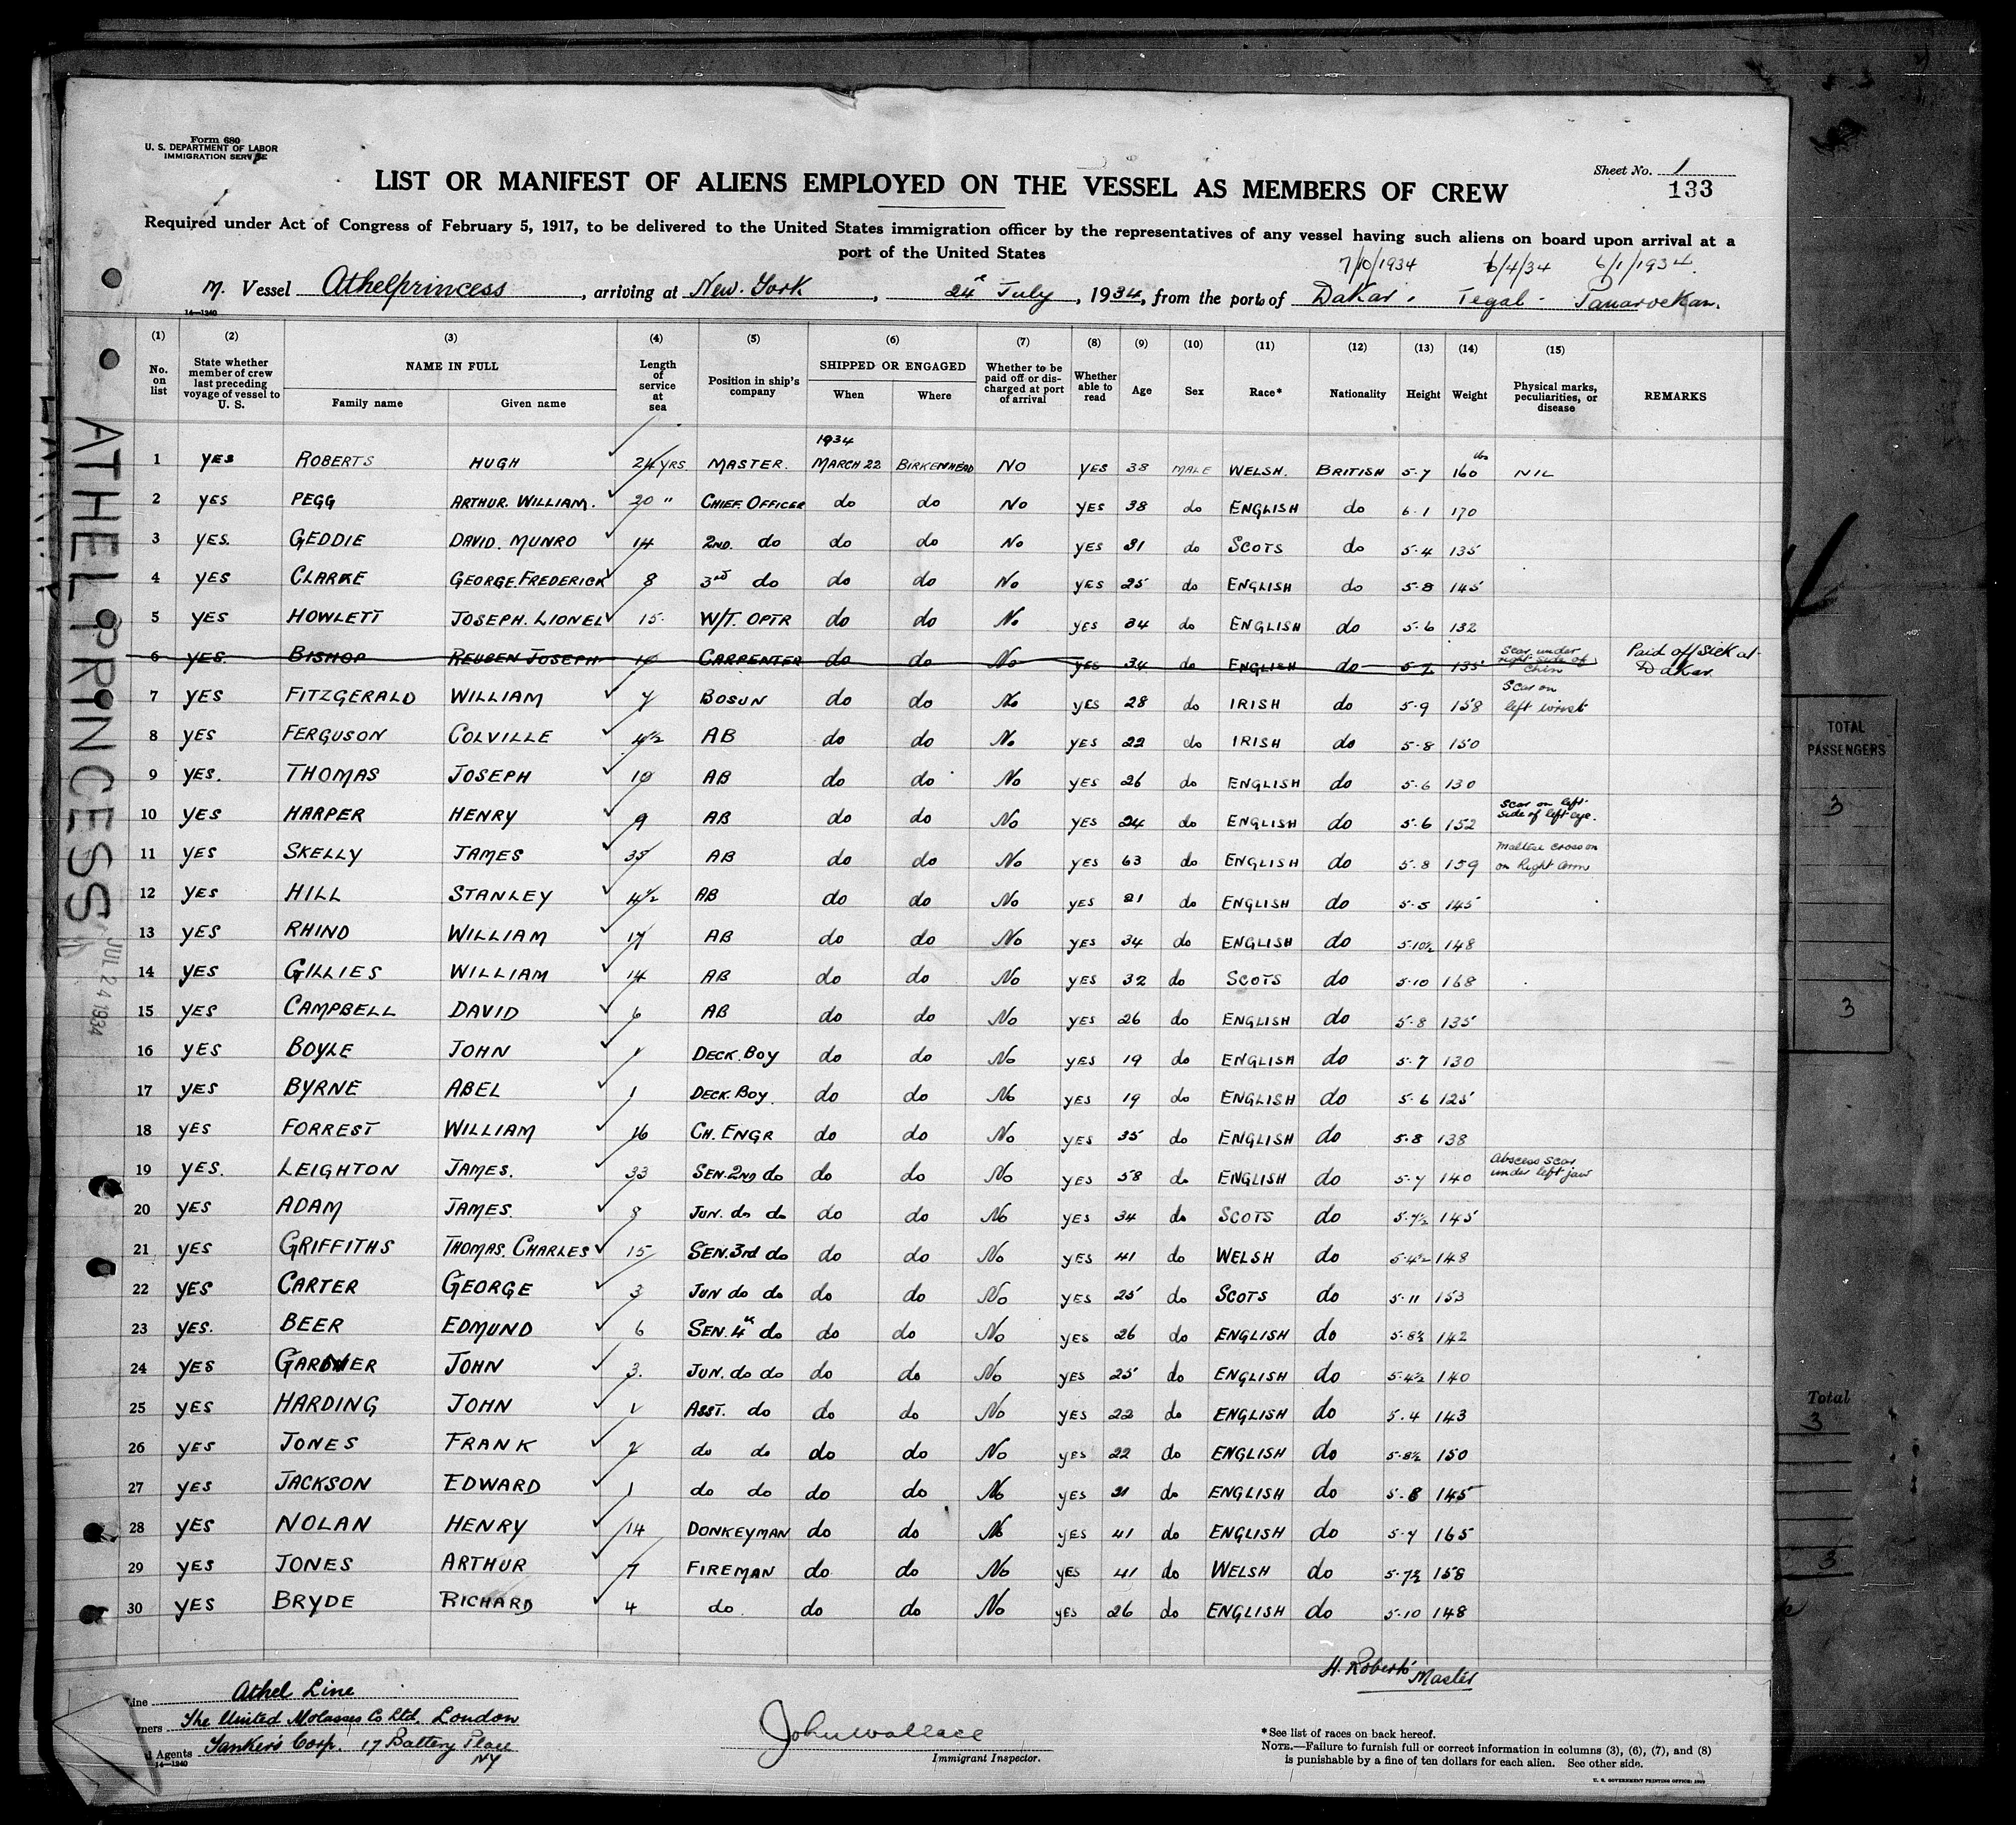 Form 680
U. S. DEPARTMENT OF LABOR
IMMIGRATION SERVICE
Sheet No. 1
133
LIST OR MANIFEST OF ALIENS EMPLOYED ON THE VESSEL AS MEMBERS OF CREW
Required under Act of Congress of February 5, 1917, to be delivered to the United States immigration officer by the representatives of any vessel having such aliens on board upon arrival at a
port of the United States
7/10/1934 6/4/34 6/1/1934
M. Vessel Athelprincess, arriving at New York, 24th July, 1934, from the ports of Dakar. Tegal - Panaroekan.
14—1240
(1) (2) (3) (4) (5) (6) (7) (8) (9) (10) (11) (12) (13) (14) (15)
No. on list
State whether member of crew last preceding voyage of vessel to U. S.
NAME IN FULL
Family name Given name
Length of service at sea
Position in ship's company
SHIPPED OR ENGAGED
When Where
Whether to be paid off or discharged at port of arrival
Whether able to read
Age
Sex
Race*
Nationality
Height
Weight
Physical marks, peculiarities, or disease
REMARKS
1934
1 YES ROBERTS HUGH 24 YRS. MASTER. MARCH 22 BIRKENHEAD NO YES 38 MALE WELSH. BRITISH 5-7 160 lbs NIL
2 YES PEGG ARTHUR. WILLIAM. 20 " CHIEF OFFICER do do No YES 38 do ENGLISH do 6-1 170
3 YES. GEDDIE DAVID. MUNRO 14 2ND. do do do No YES 31 do SCOTS do 5-4 135
4 YES CLARKE GEORGE.FREDERICK 8 3rd do do do No YES 25 do ENGLISH do 5-8 145
5 YES HOWLETT JOSEPH. LIONEL 15. W/T. OPTR do do No YES 34 do ENGLISH do 5-6 132
6 YES. BISHOP REUBEN JOSEPH 14 CARPENTER do do No YES 34 do ENGLISH do 5-7 135 Scar under right side of chin Paid off sick at Dakar
7 YES FITZGERALD WILLIAM 7 BOSUN do do No YES 28 do IRISH do 5-9 158 Scar on left wrist
8 YES FERGUSON COLVILLE 4½ AB do do No YES 22 do IRISH do 5-8 150
9 YES. THOMAS JOSEPH 10 AB do do No YES 26 do ENGLISH do 5-6 130
10 YES HARPER HENRY 9 AB do do No YES 24 do ENGLISH do 5-6 152 Scar on left side of left eye.
11 YES SKELLY JAMES 35 AB do do No YES 63 do ENGLISH do 5-8 159 Maltese cross on on Right arm
12 YES HILL STANLEY 4½ AB do do No YES 21 do ENGLISH do 5-5 145
13 YES RHIND WILLIAM 17 AB do do No YES 34 do ENGLISH do 5-10½ 148
14 YES GILLIES WILLIAM 14 AB do do No YES 32 do SCOTS do 5-10 168
15 YES CAMPBELL DAVID 6 AB do do No YES 26 do ENGLISH do 5-8 135
16 YES BOYLE JOHN 1 DECK. BOY do do No YES 19 do ENGLISH do 5-7 130
17 YES BYRNE ABEL 1 DECK. BOY. do do No YES 19 do ENGLISH do 5-6 125
18 YES FORREST WILLIAM 16 CH. ENGR do do No YES 35 do ENGLISH do 5-8 138
19 YES. LEIGHTON JAMES. 33 SEN. 2ND do do do No YES 58 do ENGLISH do 5-7 140 Abscess scar under left jaw
20 YES ADAM JAMES. 8 JUN. do do do do No YES 34 do SCOTS do 5-7½ 145
21 YES GRIFFITHS THOMAS. CHARLES 15 SEN. 3rd do do do No YES 41 do WELSH do 5-4½ 148
22 YES CARTER GEORGE 3 JUN do do do do No YES 25 do SCOTS do 5-11 153
23 YES. BEER EDMUND 6 SEN. 4th do do do No YES 26 do ENGLISH do 5-8½ 142
24 YES GARDNER JOHN 3. JUN. do do do do No YES 25 do ENGLISH do 5-4½ 140
25 YES HARDING JOHN 1 ASST. do do do No YES 22 do ENGLISH do 5-4 143
26 YES JONES FRANK 2 do do do do No YES 22 do ENGLISH do 5-8½ 150
27 YES JACKSON EDWARD 1 do do do do No YES 21 do ENGLISH do 5-8 145
28 YES NOLAN HENRY 14 DONKEYMAN do do No YES 41 do ENGLISH do 5-7 165
29 YES JONES ARTHUR 7 FIREMAN do do No YES 41 do WELSH do 5-7½ 158
30 YES BRYDE RICHARD 4 do do do No YES 26 do ENGLISH do 5-10 148
ATHELPRINCESS
JUL 24 1934
H. Roberts Master
Line Athel Line
Owners The United Molasses Co Ltd, London
Agents Tankers Corp. 17 Battery Place NY
14—1240
John Wallace
Immigrant Inspector.
*See list of races on back hereof.
NOTE.—Failure to furnish full or correct information in columns (3), (6), (7), and (8)
is punishable by a fine of ten dollars for each alien. See other side.
U. S. GOVERNMENT PRINTING OFFICE:
TOTAL
PASSENGERS
3
3
Total
3
3